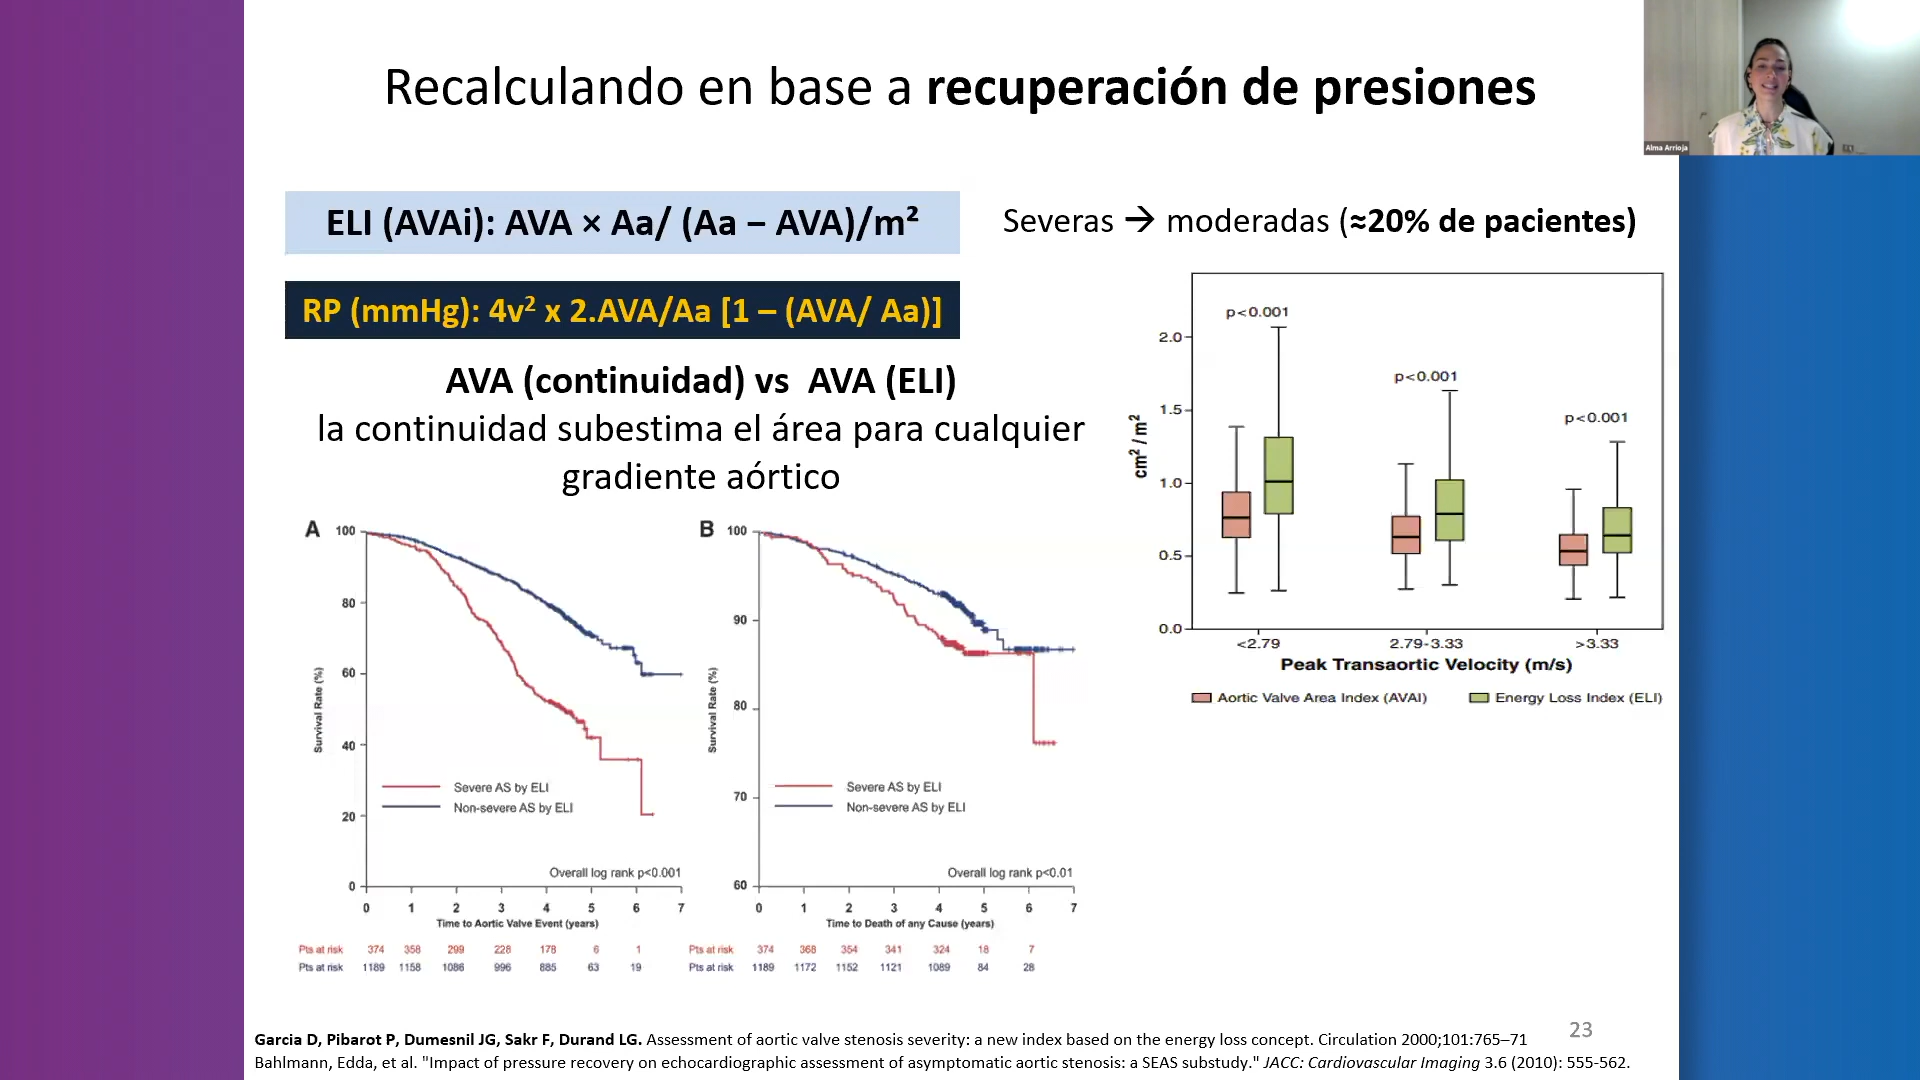 Recalculando en base a recuperación de presiones
Alma Arrioja
ELI (AVAi): AVA × Aa/ (Aa – AVA)/m²
Severas → moderadas (≈20% de pacientes)
RP (mmHg): 4v² x 2.AVA/Aa [1 – (AVA/ Aa)]
AVA (continuidad) vs AVA (ELI)
la continuidad subestima el área para cualquier
gradiente aórtico
p<0.001
p<0.001
p<0.001
2.0
1.5
1.0
0.5
0.0
cm² / m²
<2.79 2.79-3.33 >3.33
Peak Transaortic Velocity (m/s)
Aortic Valve Area Index (AVAI) Energy Loss Index (ELI)
A
100
80
60
40
20
0
Survival Rate (%)
Severe AS by ELI
Non-severe AS by ELI
Overall log rank p<0.001
0 1 2 3 4 5 6 7
Time to Aortic Valve Event (years)
Pts at risk 374 358 299 228 178 6 1
Pts at risk 1189 1158 1086 996 885 63 19
B
100
90
80
70
60
Survival Rate (%)
Severe AS by ELI
Non-severe AS by ELI
Overall log rank p<0.01
0 1 2 3 4 5 6 7
Time to Death of any Cause (years)
Pts at risk 374 368 354 341 324 18 7
Pts at risk 1189 1172 1152 1121 1089 84 28
23
Garcia D, Pibarot P, Dumesnil JG, Sakr F, Durand LG. Assessment of aortic valve stenosis severity: a new index based on the energy loss concept. Circulation 2000;101:765–71
Bahlmann, Edda, et al. "Impact of pressure recovery on echocardiographic assessment of asymptomatic aortic stenosis: a SEAS substudy." JACC: Cardiovascular Imaging 3.6 (2010): 555-562.